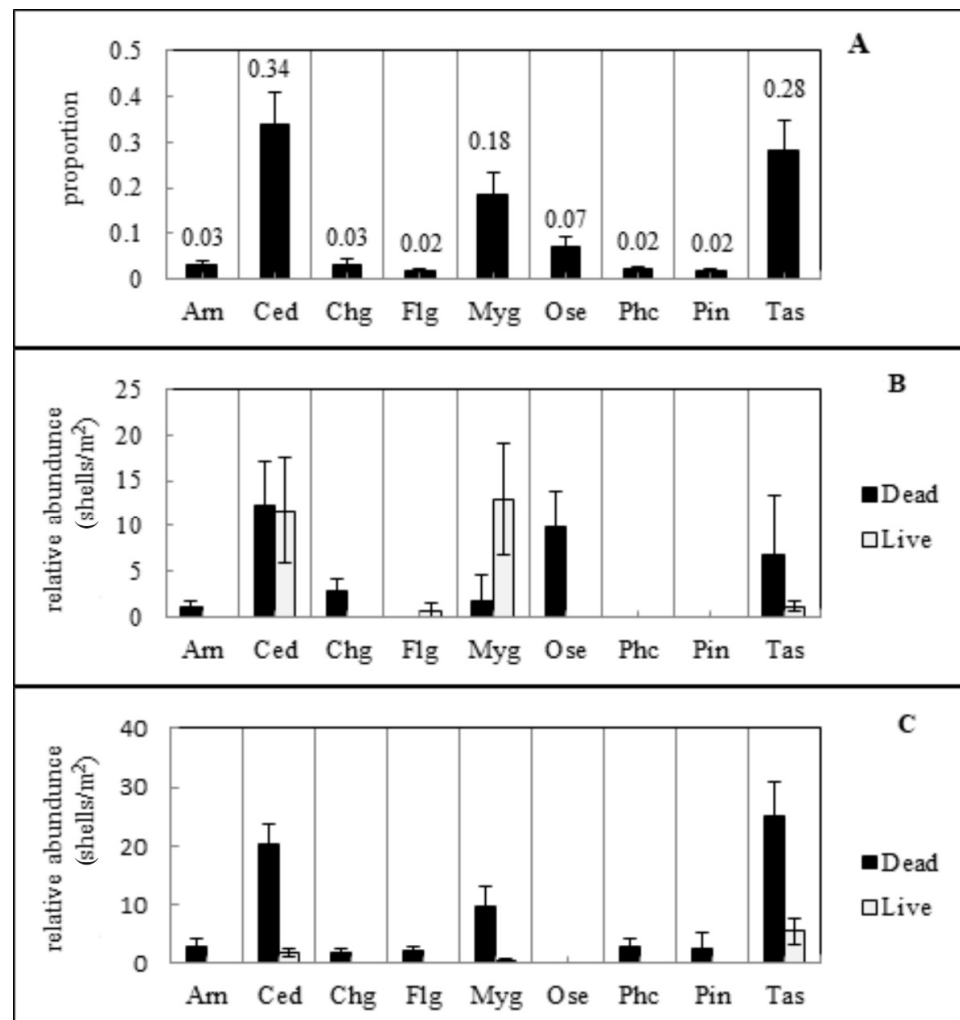 A
proportion
0.5
0.4
0.3
0.2
0.1
0
0.03
0.34
0.03
0.02
0.18
0.07
0.02
0.02
0.28
Am Ced Chg Flg Myg Ose Phc Pin Tas
B
relative abundunce
(shells/m²)
25
20
15
10
5
0
Dead
Live
Am Ced Chg Flg Myg Ose Phc Pin Tas
C
relative abundance
(shells/m²)
40
30
20
10
0
Dead
Live
Am Ced Chg Flg Myg Ose Phc Pin Tas